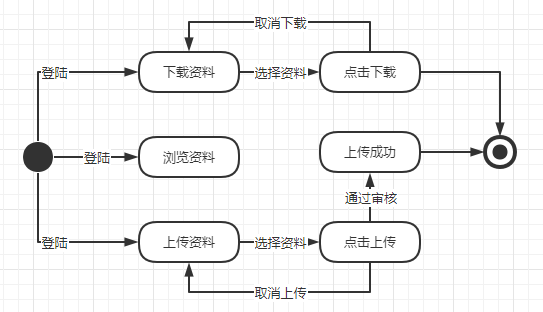 取消下载
登陆
下载资料
选择资料
点击下载
登陆
浏览资料
上传成功
通过审核
登陆
上传资料
选择资料
点击上传
取消上传